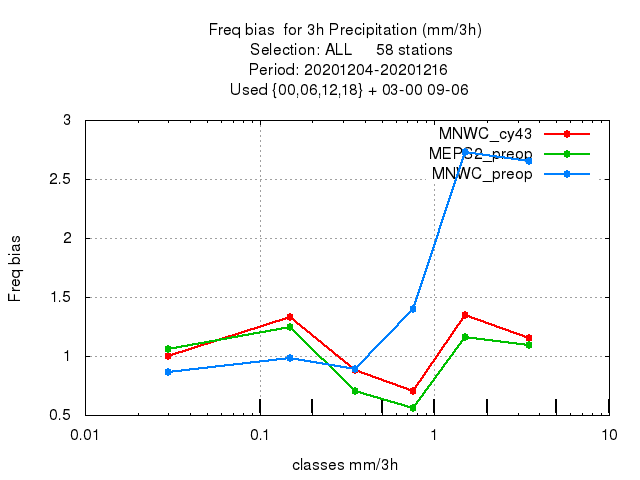 Freq bias  for 3h Precipitation (mm/3h)
Selection: ALL     58 stations
Period: 20201204-20201216
Used {00,06,12,18} + 03-00 09-06
3
2.5
2
1.5
1
0.5
Freq bias
MNWC_cy43
MEPS2_preop
MNWC_preop
0.01
0.1
1
10
classes mm/3h